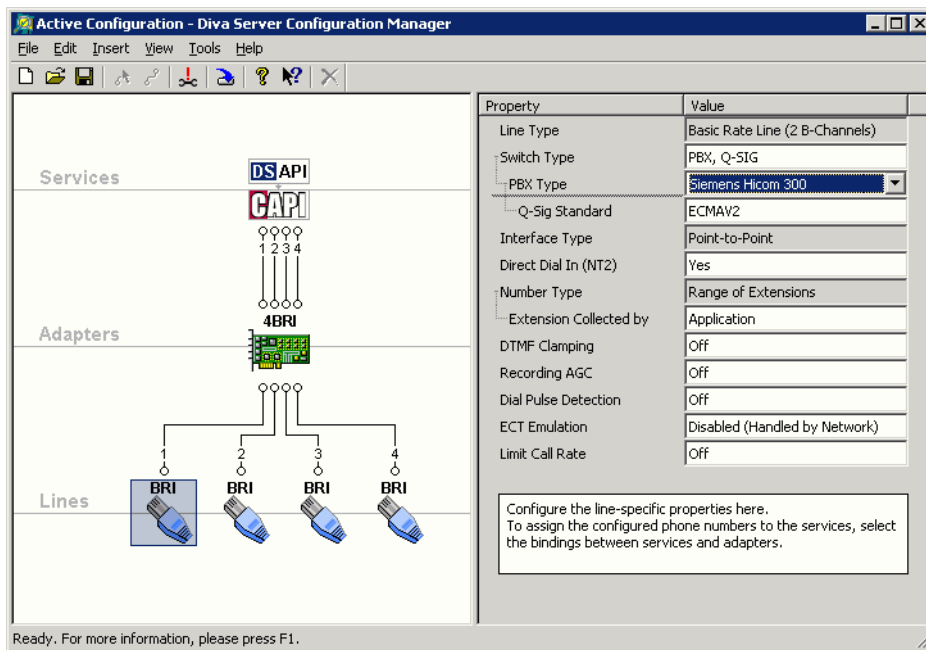 Active Configuration - Diva Server Configuration Manager
File Edit Insert View Tools Help
Services
DS API
CAPI
1 2 3 4
4BRI
Adapters
1 2 3 4
BRI BRI BRI BRI
Lines
Property Value
Line Type Basic Rate Line (2 B-Channels)
Switch Type PBX, Q-SIG
PBX Type Siemens Hicom 300
Q-Sig Standard ECMAV2
Interface Type Point-to-Point
Direct Dial In (NT2) Yes
Number Type Range of Extensions
Extension Collected by Application
DTMF Clamping Off
Recording AGC Off
Dial Pulse Detection Off
ECT Emulation Disabled (Handled by Network)
Limit Call Rate Off
Configure the line-specific properties here.
To assign the configured phone numbers to the services, select
the bindings between services and adapters.
Ready. For more information, please press F1.